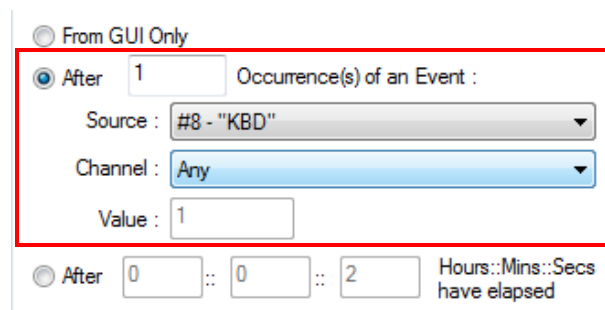 From GUI Only
After 1 Occurrence(s) of an Event :
Source : #8 - "KBD"
Channel : Any
Value : 1
After 0 :: 0 :: 2 Hours::Mins::Secs
have elapsed